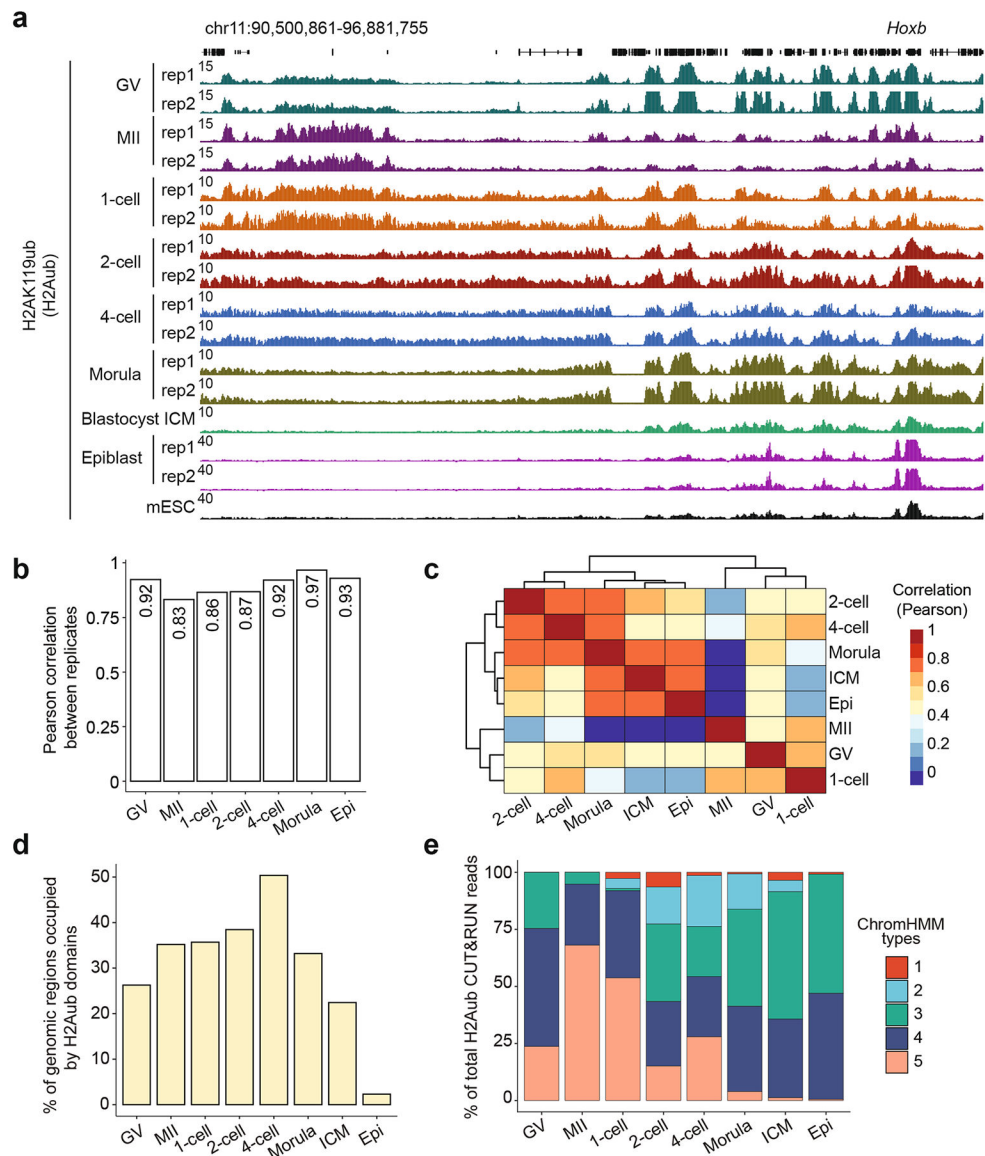 a
chr11:90,500,861-96,881,755
Hoxb
H2AK119ub
(H2Aub)
GV
rep1
15
rep2
15
MII
rep1
15
rep2
15
1-cell
rep1
10
rep2
10
2-cell
rep1
10
rep2
10
4-cell
rep1
10
rep2
10
Morula
rep1
10
rep2
10
Blastocyst ICM
10
Epiblast
rep1
40
rep2
40
mESC
40
b
Pearson correlation
between replicates
1
0.75
0.5
0.25
0
0.92
0.83
0.86
0.87
0.92
0.97
0.93
GV
MII
1-cell
2-cell
4-cell
Morula
Epi
c
2-cell
4-cell
Morula
ICM
Epi
MII
GV
1-cell
2-cell
4-cell
Morula
ICM
Epi
MII
GV
1-cell
Correlation
(Pearson)
1
0.8
0.6
0.4
0.2
0
d
% of genomic regions occupied
by H2Aub domains
50
40
30
20
10
0
GV
MII
1-cell
2-cell
4-cell
Morula
ICM
Epi
e
% of total H2Aub CUT&RUN reads
100
75
50
25
0
GV
MII
1-cell
2-cell
4-cell
Morula
ICM
Epi
ChromHMM
types
1
2
3
4
5